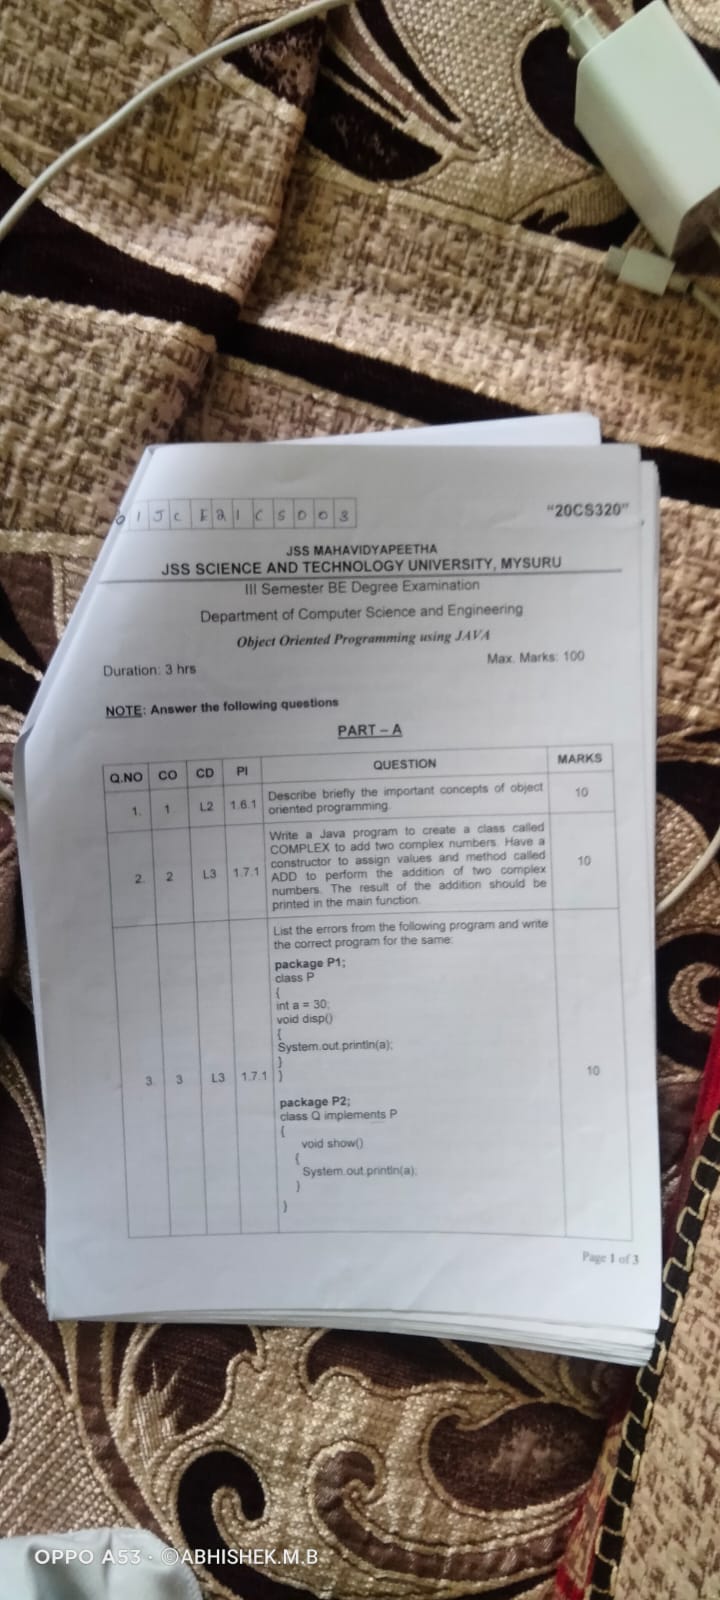 01JCE21CS003
"20CS320"
JSS MAHAVIDYAPEETHA
JSS SCIENCE AND TECHNOLOGY UNIVERSITY, MYSURU
III Semester BE Degree Examination
Department of Computer Science and Engineering
Object Oriented Programming using JAVA
Duration: 3 hrs
Max. Marks: 100
NOTE: Answer the following questions
PART – A
Q.NO CO CD PI QUESTION MARKS
1. 1 L2 1.6.1 Describe briefly the important concepts of object 10
oriented programming.
Write a Java program to create a class called
COMPLEX to add two complex numbers. Have a
constructor to assign values and method called
2. 2 L3 1.7.1 ADD to perform the addition of two complex 10
numbers. The result of the addition should be
printed in the main function.
List the errors from the following program and write
the correct program for the same:
package P1;
class P
{
int a = 30;
void disp()
{
System.out.println(a);
}
3. 3 L3 1.7.1 } 10
package P2;
class Q implements P
{
void show()
{
System.out.println(a);
}
}
Page 1 of 3
OPPO A53 · ©ABHISHEK.M.B